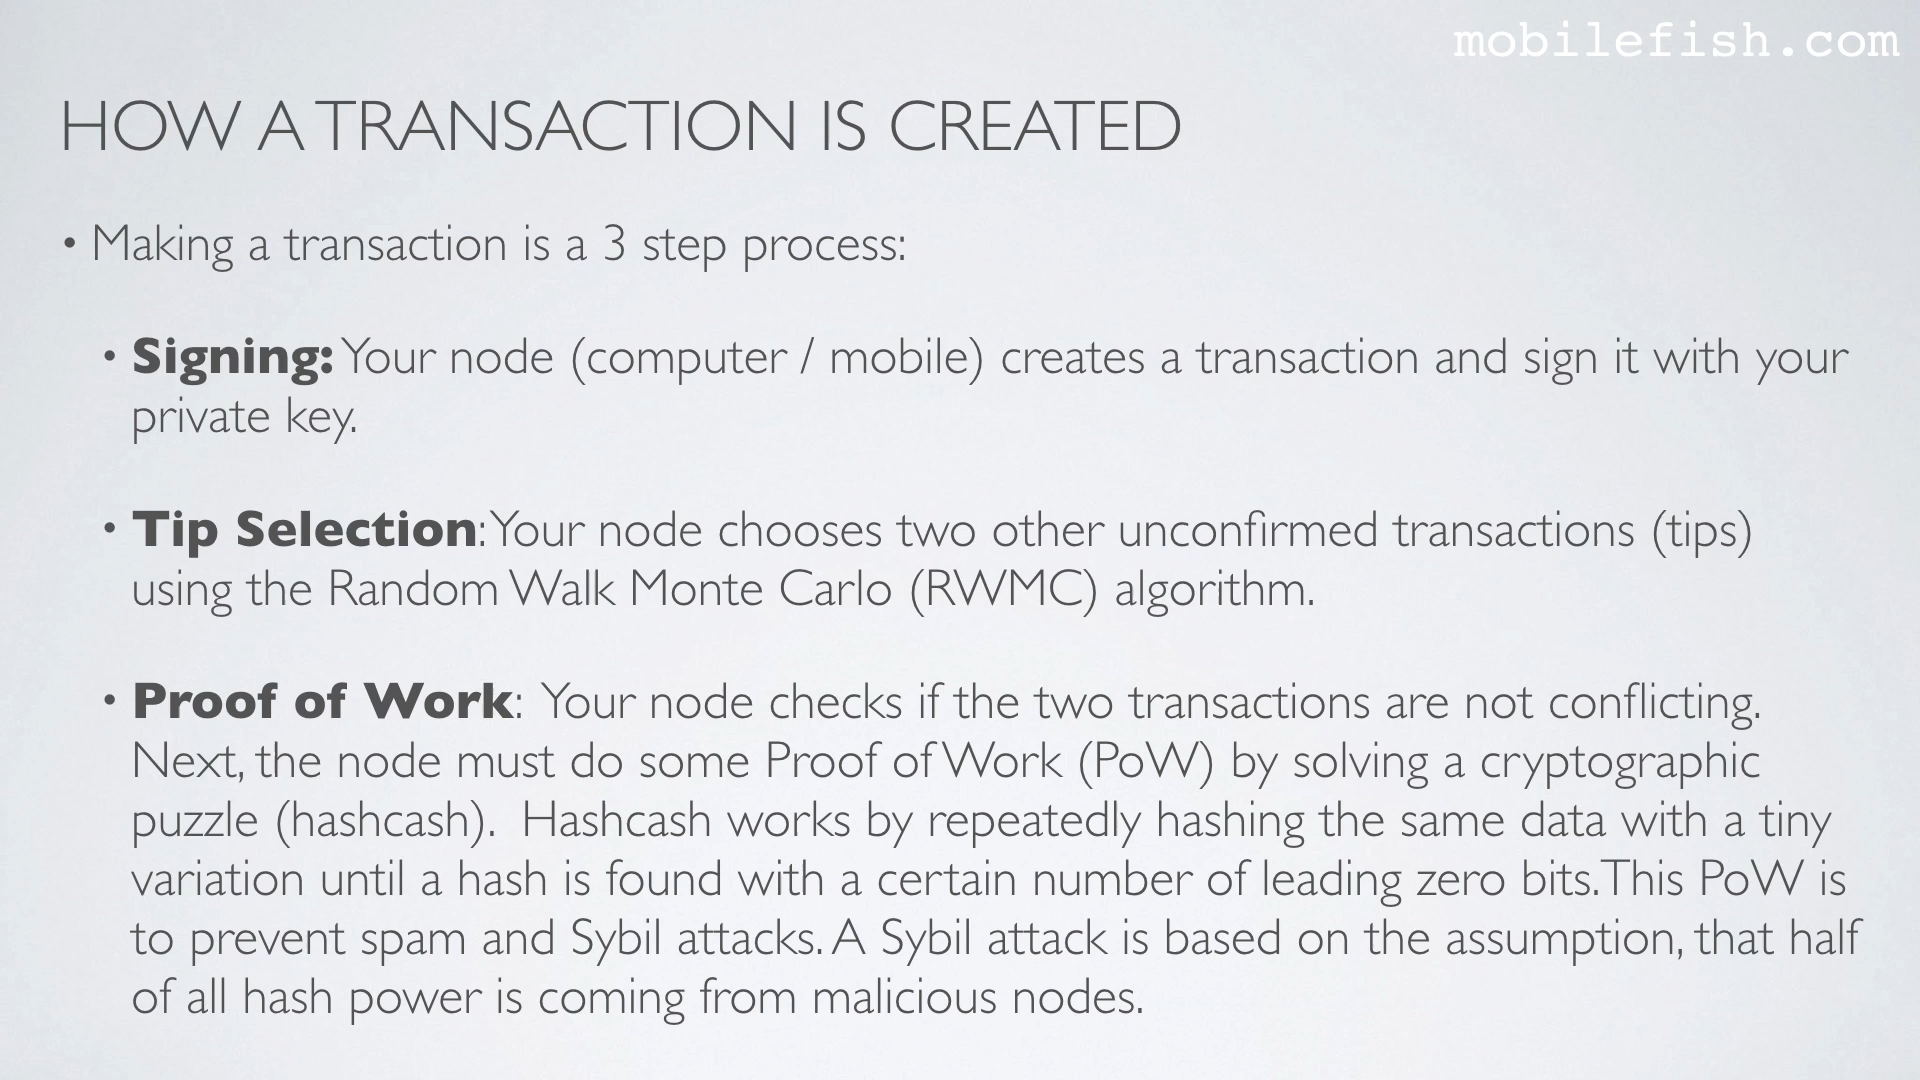 mobilefish.com
HOW A TRANSACTION IS CREATED
• Making a transaction is a 3 step process:
• Signing: Your node (computer / mobile) creates a transaction and sign it with your
private key.
• Tip Selection: Your node chooses two other unconfirmed transactions (tips)
using the Random Walk Monte Carlo (RWMC) algorithm.
• Proof of Work:  Your node checks if the two transactions are not conflicting.
Next, the node must do some Proof of Work (PoW) by solving a cryptographic
puzzle (hashcash).  Hashcash works by repeatedly hashing the same data with a tiny
variation until a hash is found with a certain number of leading zero bits. This PoW is
to prevent spam and Sybil attacks. A Sybil attack is based on the assumption, that half
of all hash power is coming from malicious nodes.